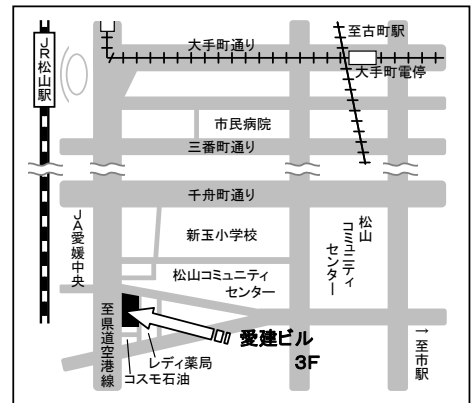 至古町駅
大手町通り
大手町電停
JR松山駅
市民病院
三番町通り
千舟町通り
JA愛媛中央
新玉小学校
松山
コミュニティ
センター
松山コミュニティ
センター
至県道空港線
愛建ビル
3F
→至市駅
レディ薬局
コスモ石油